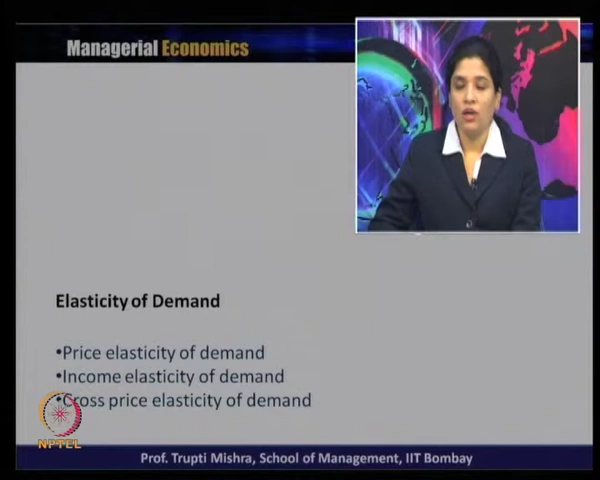 Managerial Economics
Elasticity of Demand
•Price elasticity of demand
•Income elasticity of demand
•Cross price elasticity of demand
NPTEL
Prof. Trupti Mishra, School of Management, IIT Bombay